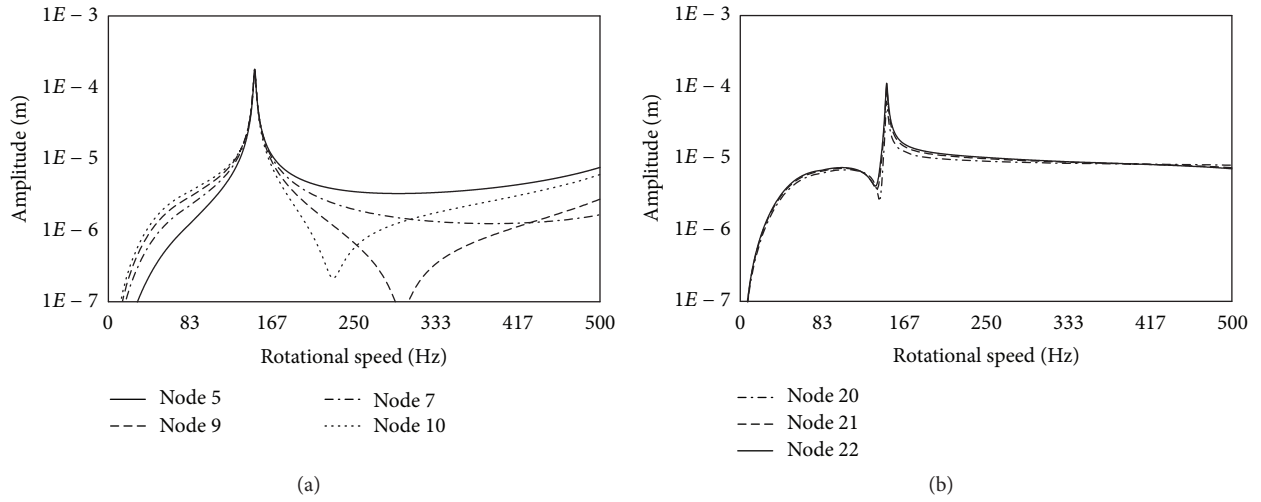 1E − 3
1E − 4
1E − 5
1E − 6
1E − 7
Amplitude (m)
0 83 167 250 333 417 500
Rotational speed (Hz)
Node 5
Node 9
Node 7
Node 10
(a)
1E − 3
1E − 4
1E − 5
1E − 6
1E − 7
Amplitude (m)
0 83 167 250 333 417 500
Rotational speed (Hz)
Node 20
Node 21
Node 22
(b)